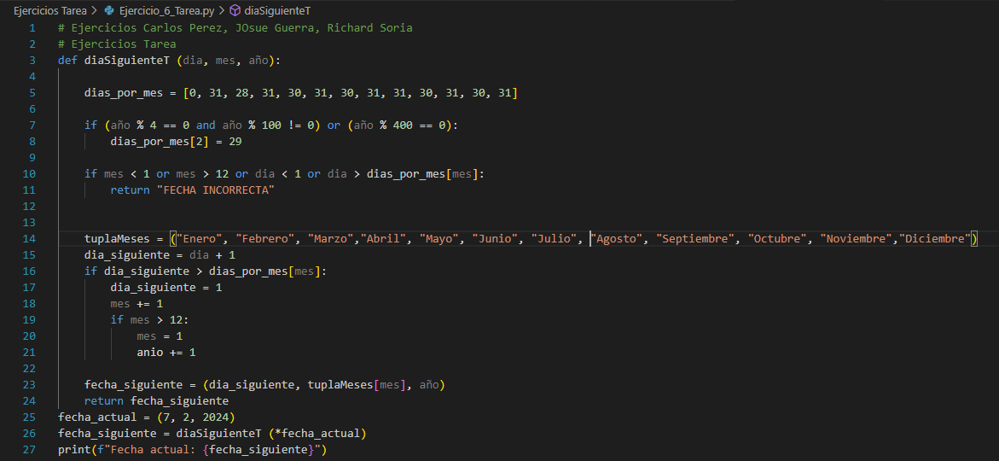 Ejercicios Tarea > Ejercicio_6_Tarea.py > diaSiguienteT
1 # Ejercicios Carlos Perez, JOsue Guerra, Richard Soria
2 # Ejercicios Tarea
3 def diaSiguienteT (dia, mes, año):
4
5 dias_por_mes = [0, 31, 28, 31, 30, 31, 30, 31, 31, 30, 31, 30, 31]
6
7 if (año % 4 == 0 and año % 100 != 0) or (año % 400 == 0):
8 dias_por_mes[2] = 29
9
10 if mes < 1 or mes > 12 or dia < 1 or dia > dias_por_mes[mes]:
11 return "FECHA INCORRECTA"
12
13
14 tuplaMeses = ("Enero", "Febrero", "Marzo","Abril", "Mayo", "Junio", "Julio", "Agosto", "Septiembre", "Octubre", "Noviembre","Diciembre")
15 dia_siguiente = dia + 1
16 if dia_siguiente > dias_por_mes[mes]:
17 dia_siguiente = 1
18 mes += 1
19 if mes > 12:
20 mes = 1
21 anio += 1
22
23 fecha_siguiente = (dia_siguiente, tuplaMeses[mes], año)
24 return fecha_siguiente
25 fecha_actual = (7, 2, 2024)
26 fecha_siguiente = diaSiguienteT (*fecha_actual)
27 print(f"Fecha actual: {fecha_siguiente}")